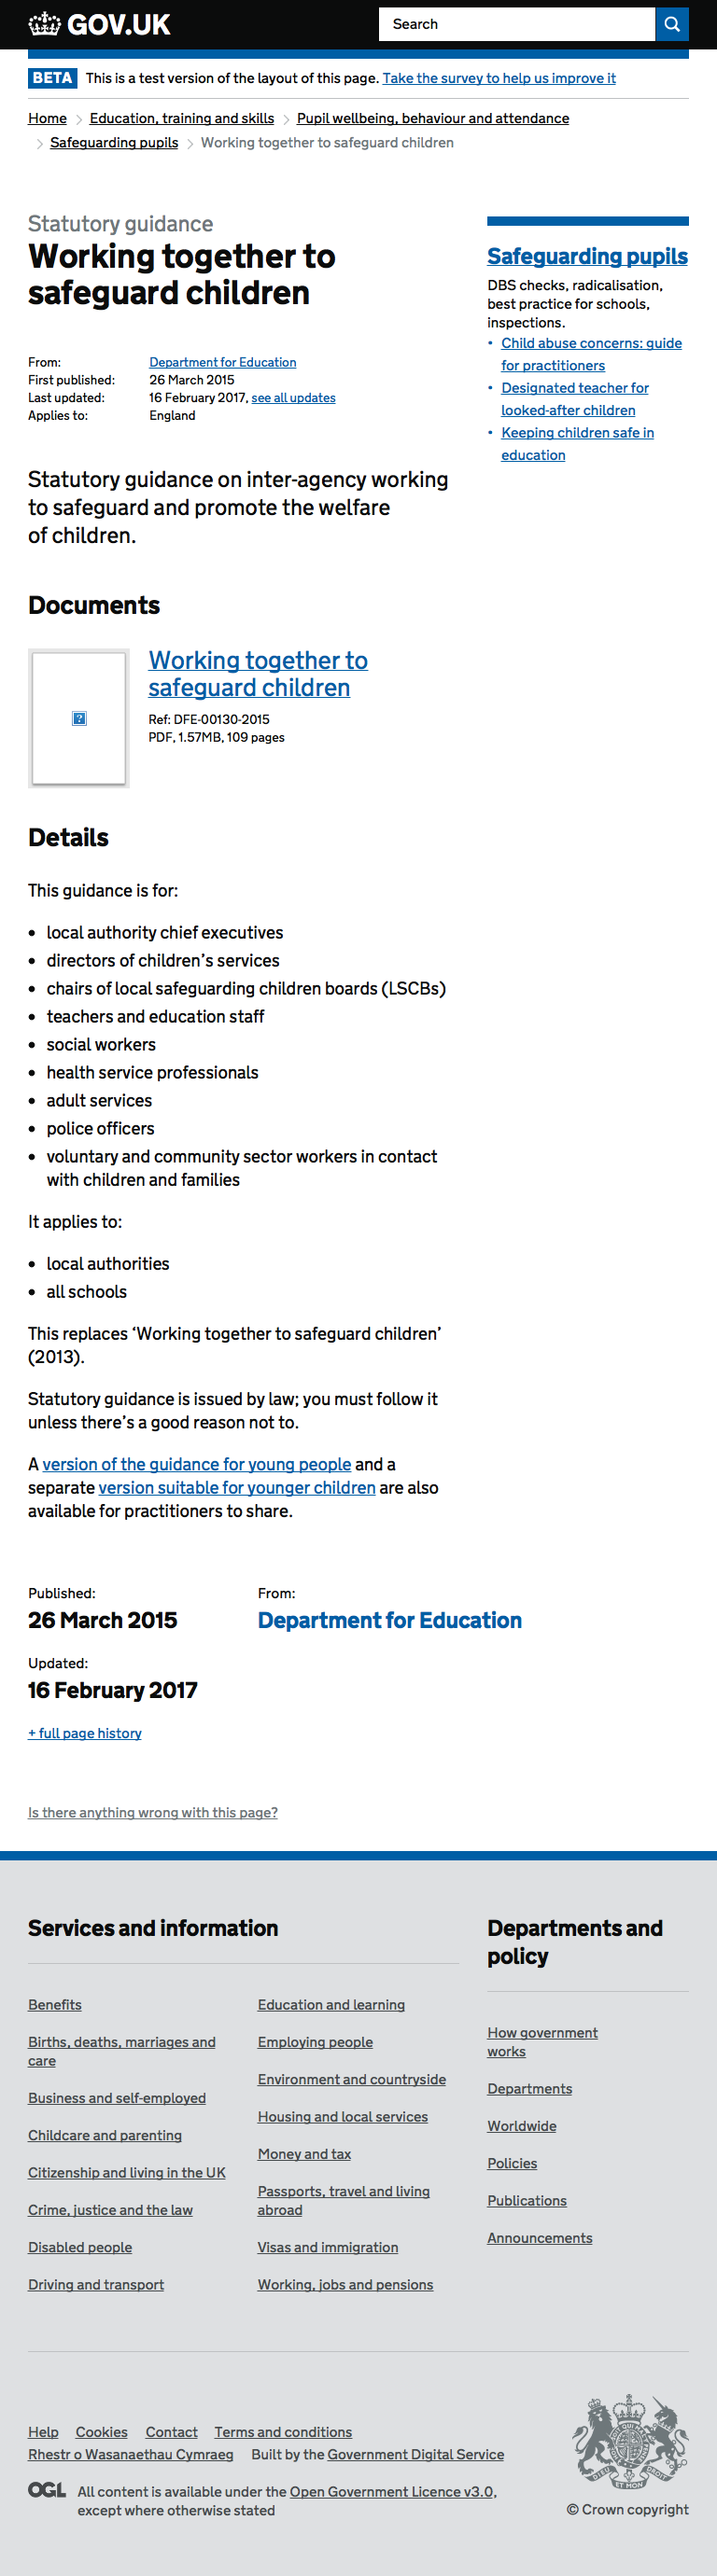 GOV.UK
Search
BETA This is a test version of the layout of this page. Take the survey to help us improve it
Home Education, training and skills Pupil wellbeing, behaviour and attendance
Safeguarding pupils Working together to safeguard children
Statutory guidance
Working together to
safeguard children
From: Department for Education
First published: 26 March 2015
Last updated: 16 February 2017, see all updates
Applies to: England
Safeguarding pupils
DBS checks, radicalisation,
best practice for schools,
inspections.
• Child abuse concerns: guide
for practitioners
• Designated teacher for
looked-after children
• Keeping children safe in
education
Statutory guidance on inter-agency working
to safeguard and promote the welfare
of children.
Documents
Working together to
safeguard children
Ref: DFE-00130-2015
PDF, 1.57MB, 109 pages
Details
This guidance is for:
• local authority chief executives
• directors of children’s services
• chairs of local safeguarding children boards (LSCBs)
• teachers and education staff
• social workers
• health service professionals
• adult services
• police officers
• voluntary and community sector workers in contact
with children and families
It applies to:
• local authorities
• all schools
This replaces ‘Working together to safeguard children’
(2013).
Statutory guidance is issued by law; you must follow it
unless there’s a good reason not to.
A version of the guidance for young people and a
separate version suitable for younger children are also
available for practitioners to share.
Published:
26 March 2015
From:
Department for Education
Updated:
16 February 2017
+ full page history
Is there anything wrong with this page?
Services and information
Benefits
Births, deaths, marriages and
care
Business and self-employed
Childcare and parenting
Citizenship and living in the UK
Crime, justice and the law
Disabled people
Driving and transport
Education and learning
Employing people
Environment and countryside
Housing and local services
Money and tax
Passports, travel and living
abroad
Visas and immigration
Working, jobs and pensions
Departments and
policy
How government
works
Departments
Worldwide
Policies
Publications
Announcements
Help Cookies Contact Terms and conditions
Rhestr o Wasanaethau Cymraeg Built by the Government Digital Service
OGL All content is available under the Open Government Licence v3.0,
except where otherwise stated
DIEU ET MON DROIT
© Crown copyright